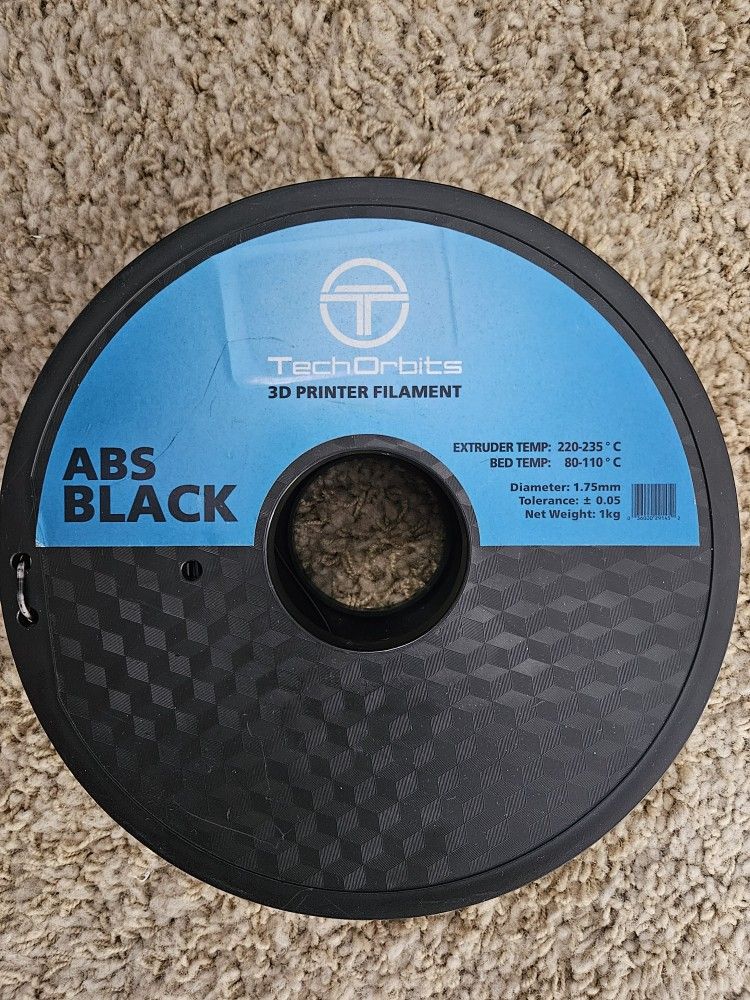 TechOrbits
3D PRINTER FILAMENT
ABS
BLACK
EXTRUDER TEMP: 220-235°C
BED TEMP: 80-110°C
Diameter: 1.75mm
Tolerance: ± 0.05
Net Weight: 1kg